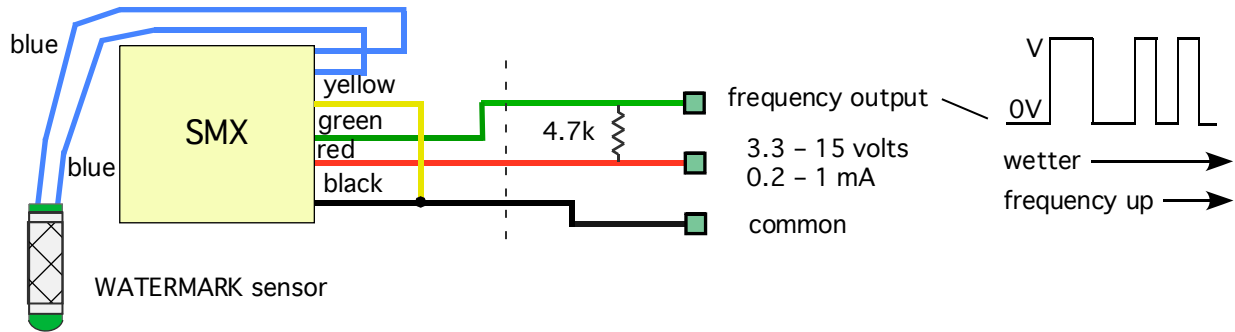 blue
blue
SMX
yellow
green
red
black
4.7k
WATERMARK sensor
frequency output
3.3 – 15 volts
0.2 – 1 mA
common
V
0V
wetter
frequency up